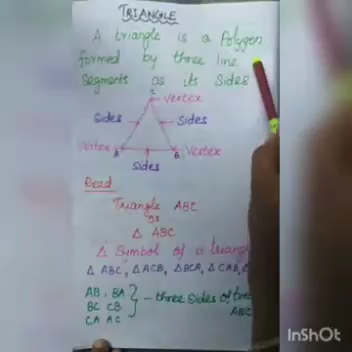 TRIANGLE
A triangle is a Polygon
formed by three line
segments as its sides
C
Vertex
Sides
Sides
Vertex
A
B
Vertex
Sides
Read
Triangle ABC
or
Δ ABC
Δ Symbol of a
Δ ABC, Δ ACB, Δ BCA, Δ CAB,
AB, BA
BC CB
CA AC
three Sides of
ABC
InShOt